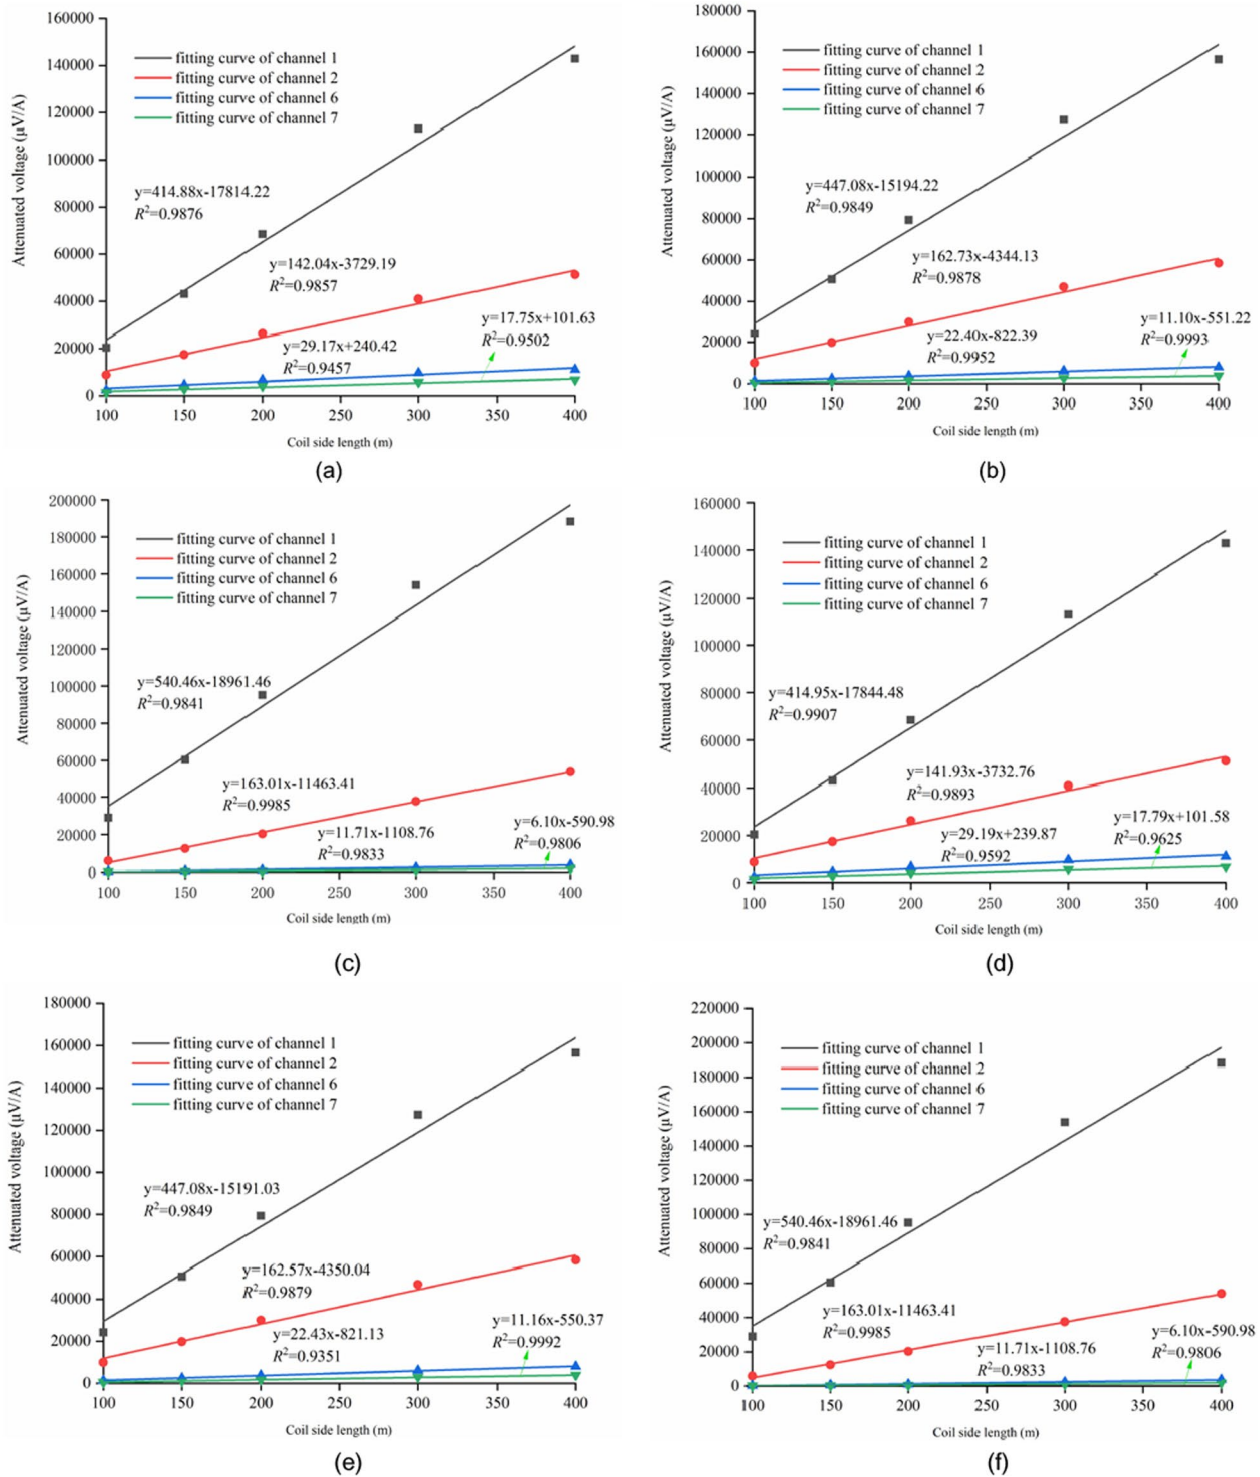 160000
140000
120000
100000
80000
60000
40000
20000
0
Attenuated voltage (µV/A)
fitting curve of channel 1
fitting curve of channel 2
fitting curve of channel 6
fitting curve of channel 7
y=414.88x-17814.22
R²=0.9876
y=142.04x-3729.19
R²=0.9857
y=17.75x+101.63
R²=0.9502
y=29.17x+240.42
R²=0.9457
100 150 200 250 300 350 400
Coil side length (m)
(a)
180000
160000
140000
120000
100000
80000
60000
40000
20000
0
Attenuated voltage (µV/A)
fitting curve of channel 1
fitting curve of channel 2
fitting curve of channel 6
fitting curve of channel 7
y=447.08x-15194.22
R²=0.9849
y=162.73x-4344.13
R²=0.9878
y=11.10x-551.22
R²=0.9993
y=22.40x-822.39
R²=0.9952
100 150 200 250 300 350 400
Coil side length (m)
(b)
200000
180000
160000
140000
120000
100000
80000
60000
40000
20000
0
Attenuated voltage (µV/A)
fitting curve of channel 1
fitting curve of channel 2
fitting curve of channel 6
fitting curve of channel 7
y=540.46x-18961.46
R²=0.9841
y=163.01x-11463.41
R²=0.9985
y=6.10x-590.98
R²=0.9806
y=11.71x-1108.76
R²=0.9833
100 150 200 250 300 350 400
Coil side length (m)
(c)
160000
140000
120000
100000
80000
60000
40000
20000
0
Attenuated voltage (µV/A)
fitting curve of channel 1
fitting curve of channel 2
fitting curve of channel 6
fitting curve of channel 7
y=414.95x-17844.48
R²=0.9907
y=141.93x-3732.76
R²=0.9893
y=17.79x+101.58
R²=0.9625
y=29.19x+239.87
R²=0.9592
100 150 200 250 300 350 400
Coil side length (m)
(d)
180000
160000
140000
120000
100000
80000
60000
40000
20000
0
Attenuated voltage (µV/A)
fitting curve of channel 1
fitting curve of channel 2
fitting curve of channel 6
fitting curve of channel 7
y=447.08x-15191.03
R²=0.9849
y=162.57x-4350.04
R²=0.9879
y=11.16x-550.37
R²=0.9992
y=22.43x-821.13
R²=0.9351
100 150 200 250 300 350 400
Coil side length (m)
(e)
220000
200000
180000
160000
140000
120000
100000
80000
60000
40000
20000
0
Attenuated voltage (µV/A)
fitting curve of channel 1
fitting curve of channel 2
fitting curve of channel 6
fitting curve of channel 7
y=540.46x-18961.46
R²=0.9841
y=163.01x-11463.41
R²=0.9985
y=6.10x-590.98
R²=0.9806
y=11.71x-1108.76
R²=0.9833
100 150 200 250 300 350 400
Coil side length (m)
(f)